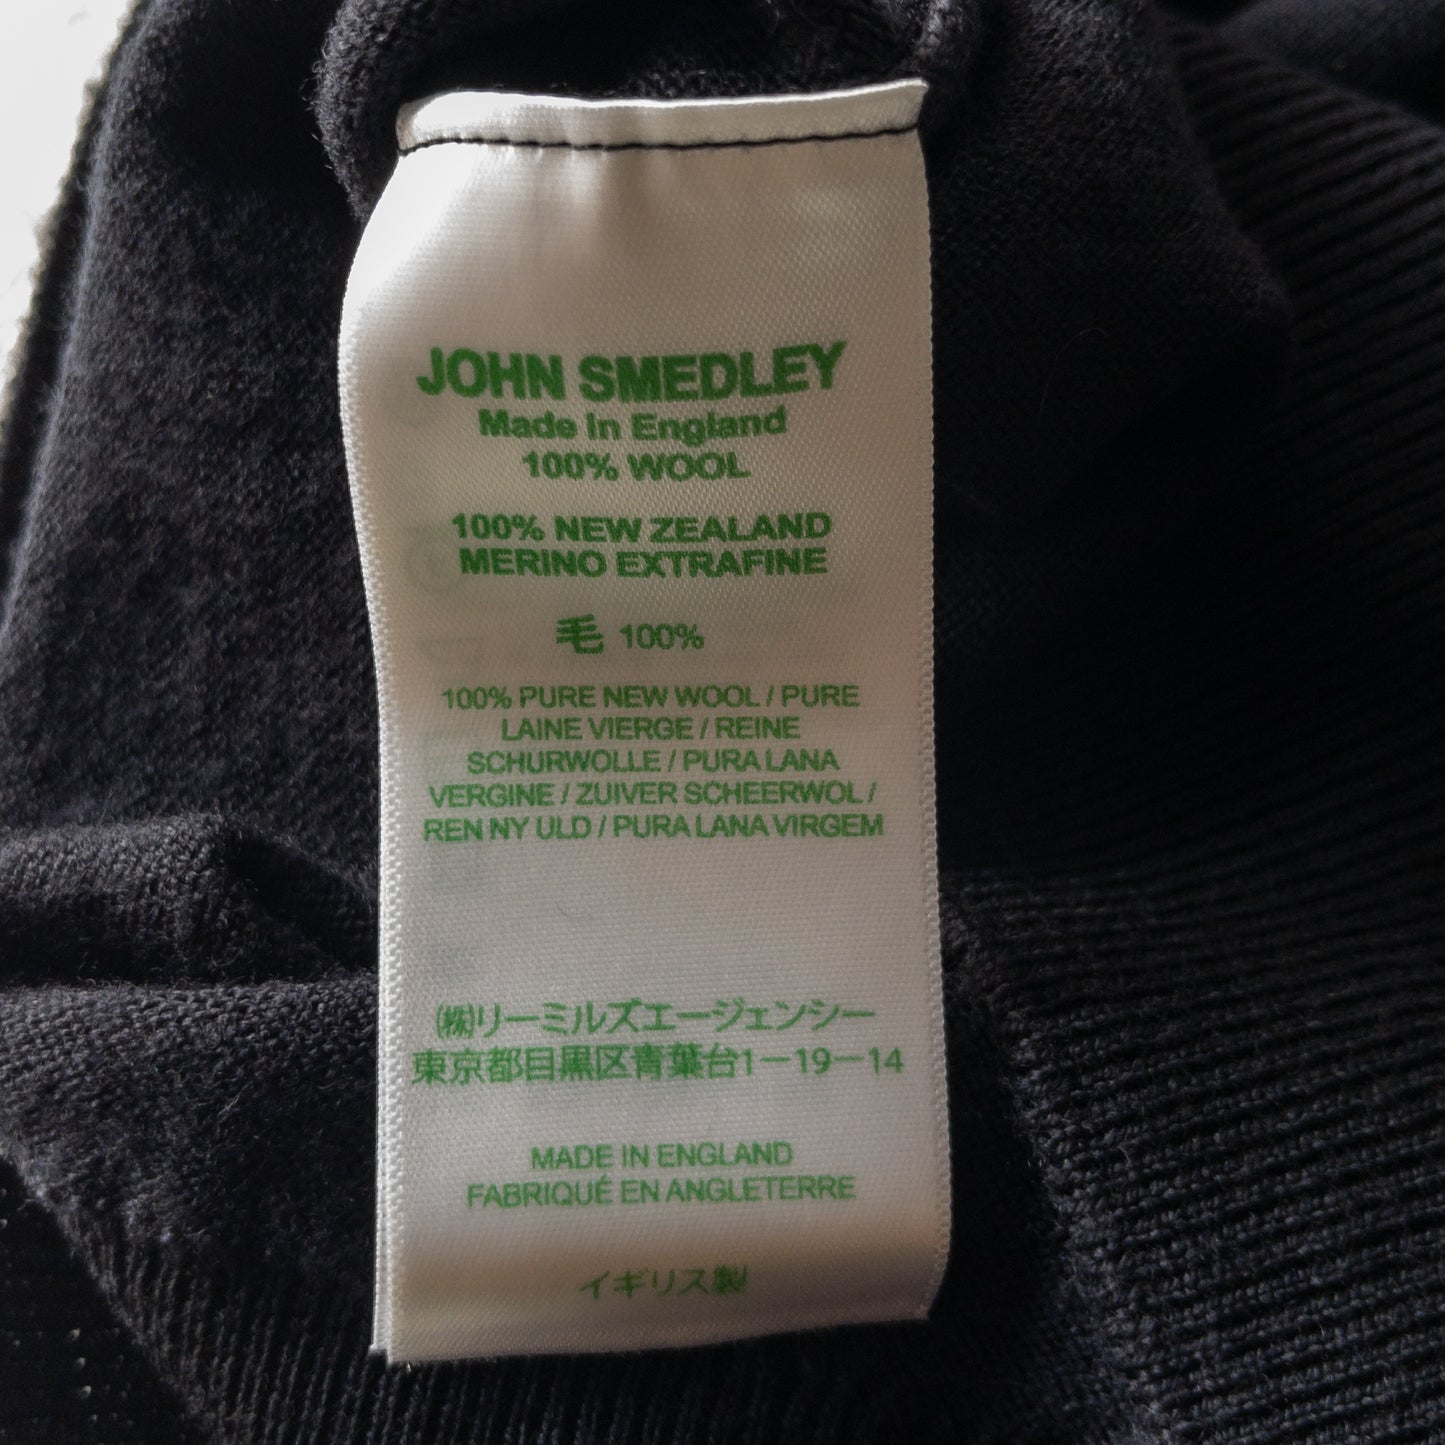 JOHN SMEDLEY
Made in England
100% WOOL
100% NEW ZEALAND
MERINO EXTRAFINE
毛 100%
100% PURE NEW WOOL / PURE
LAINE VIERGE / REINE
SCHURWOLLE / PURA LANA
VERGINE / ZUIVER SCHEERWOL /
REN NY ULD / PURA LANA VIRGEM
㈱リーミルズエージェンシー
東京都目黒区青葉台1－19－14
MADE IN ENGLAND
FABRIQUÉ EN ANGLETERRE
イギリス製